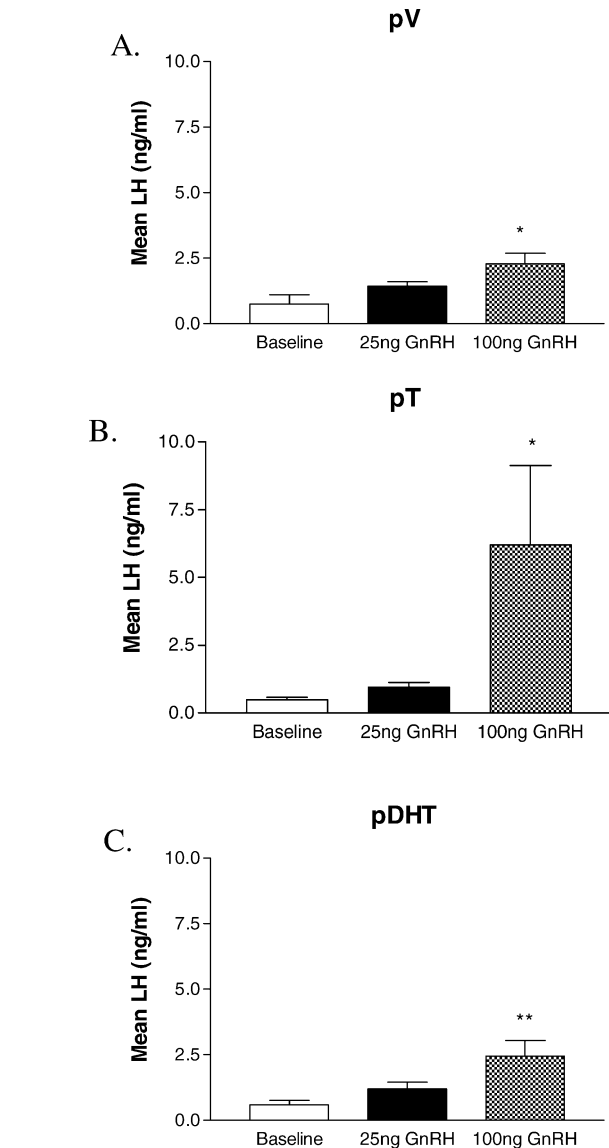 pV
A.
10.0
7.5
5.0
2.5
0.0
Mean LH (ng/ml)
*
Baseline 25ng GnRH 100ng GnRH
pT
B.
10.0
7.5
5.0
2.5
0.0
Mean LH (ng/ml)
*
Baseline 25ng GnRH 100ng GnRH
pDHT
C.
10.0
7.5
5.0
2.5
0.0
Mean LH (ng/ml)
**
Baseline 25ng GnRH 100ng GnRH